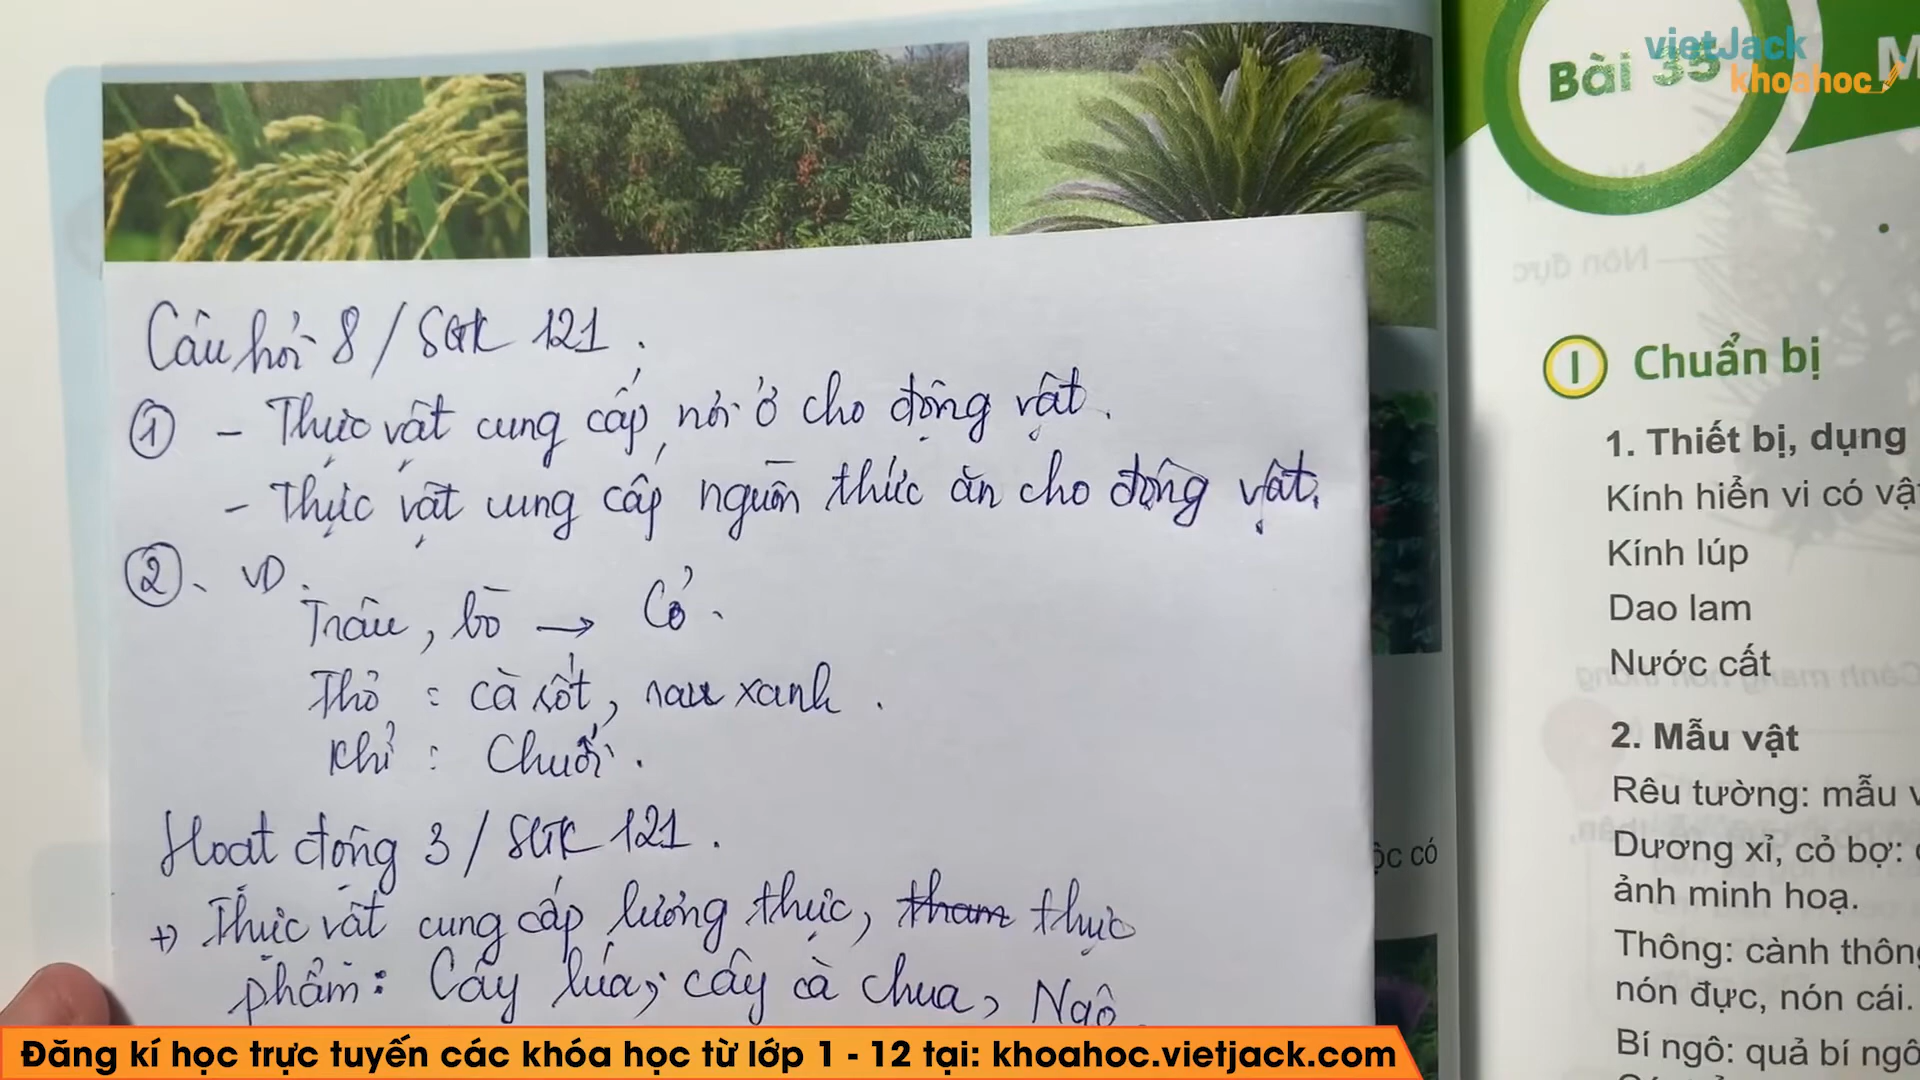 Câu hỏi 8 / SGK 121.
① - Thực vật cung cấp nơi ở cho động vật.
- Thực vật cung cấp nguồn thức ăn cho động vật.
②. VD.
Trâu, bò → Cỏ.
Thỏ : cà rốt, rau xanh.
Khỉ : Chuối.
Hoạt động 3 / SGK 121.
+) Thực vật cung cấp lương thực, tham thực
phẩm: Cây lúa, cây cà chua, Ngô
ộc có
vietJack
khoahoc
Bài 35
M
I Chuẩn bị
1. Thiết bị, dụng
Kính hiển vi có vậ
Kính lúp
Dao lam
Nước cất
2. Mẫu vật
Rêu tường: mẫu v
Dương xỉ, cỏ bợ:
ảnh minh hoạ.
Thông: cành thông
nón đực, nón cái.
Bí ngô: quả bí ngô
Đăng kí học trực tuyến các khóa học từ lớp 1 - 12 tại: khoahoc.vietjack.com